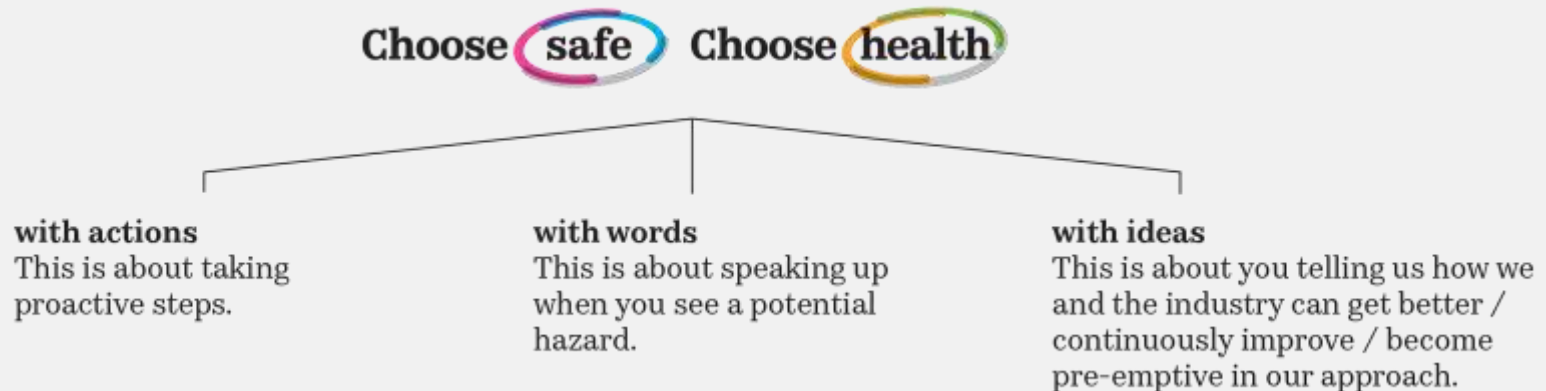 Choose safe Choose health
with actions
This is about taking
proactive steps.
with words
This is about speaking up
when you see a potential
hazard.
with ideas
This is about you telling us how we
and the industry can get better /
continuously improve / become
pre-emptive in our approach.